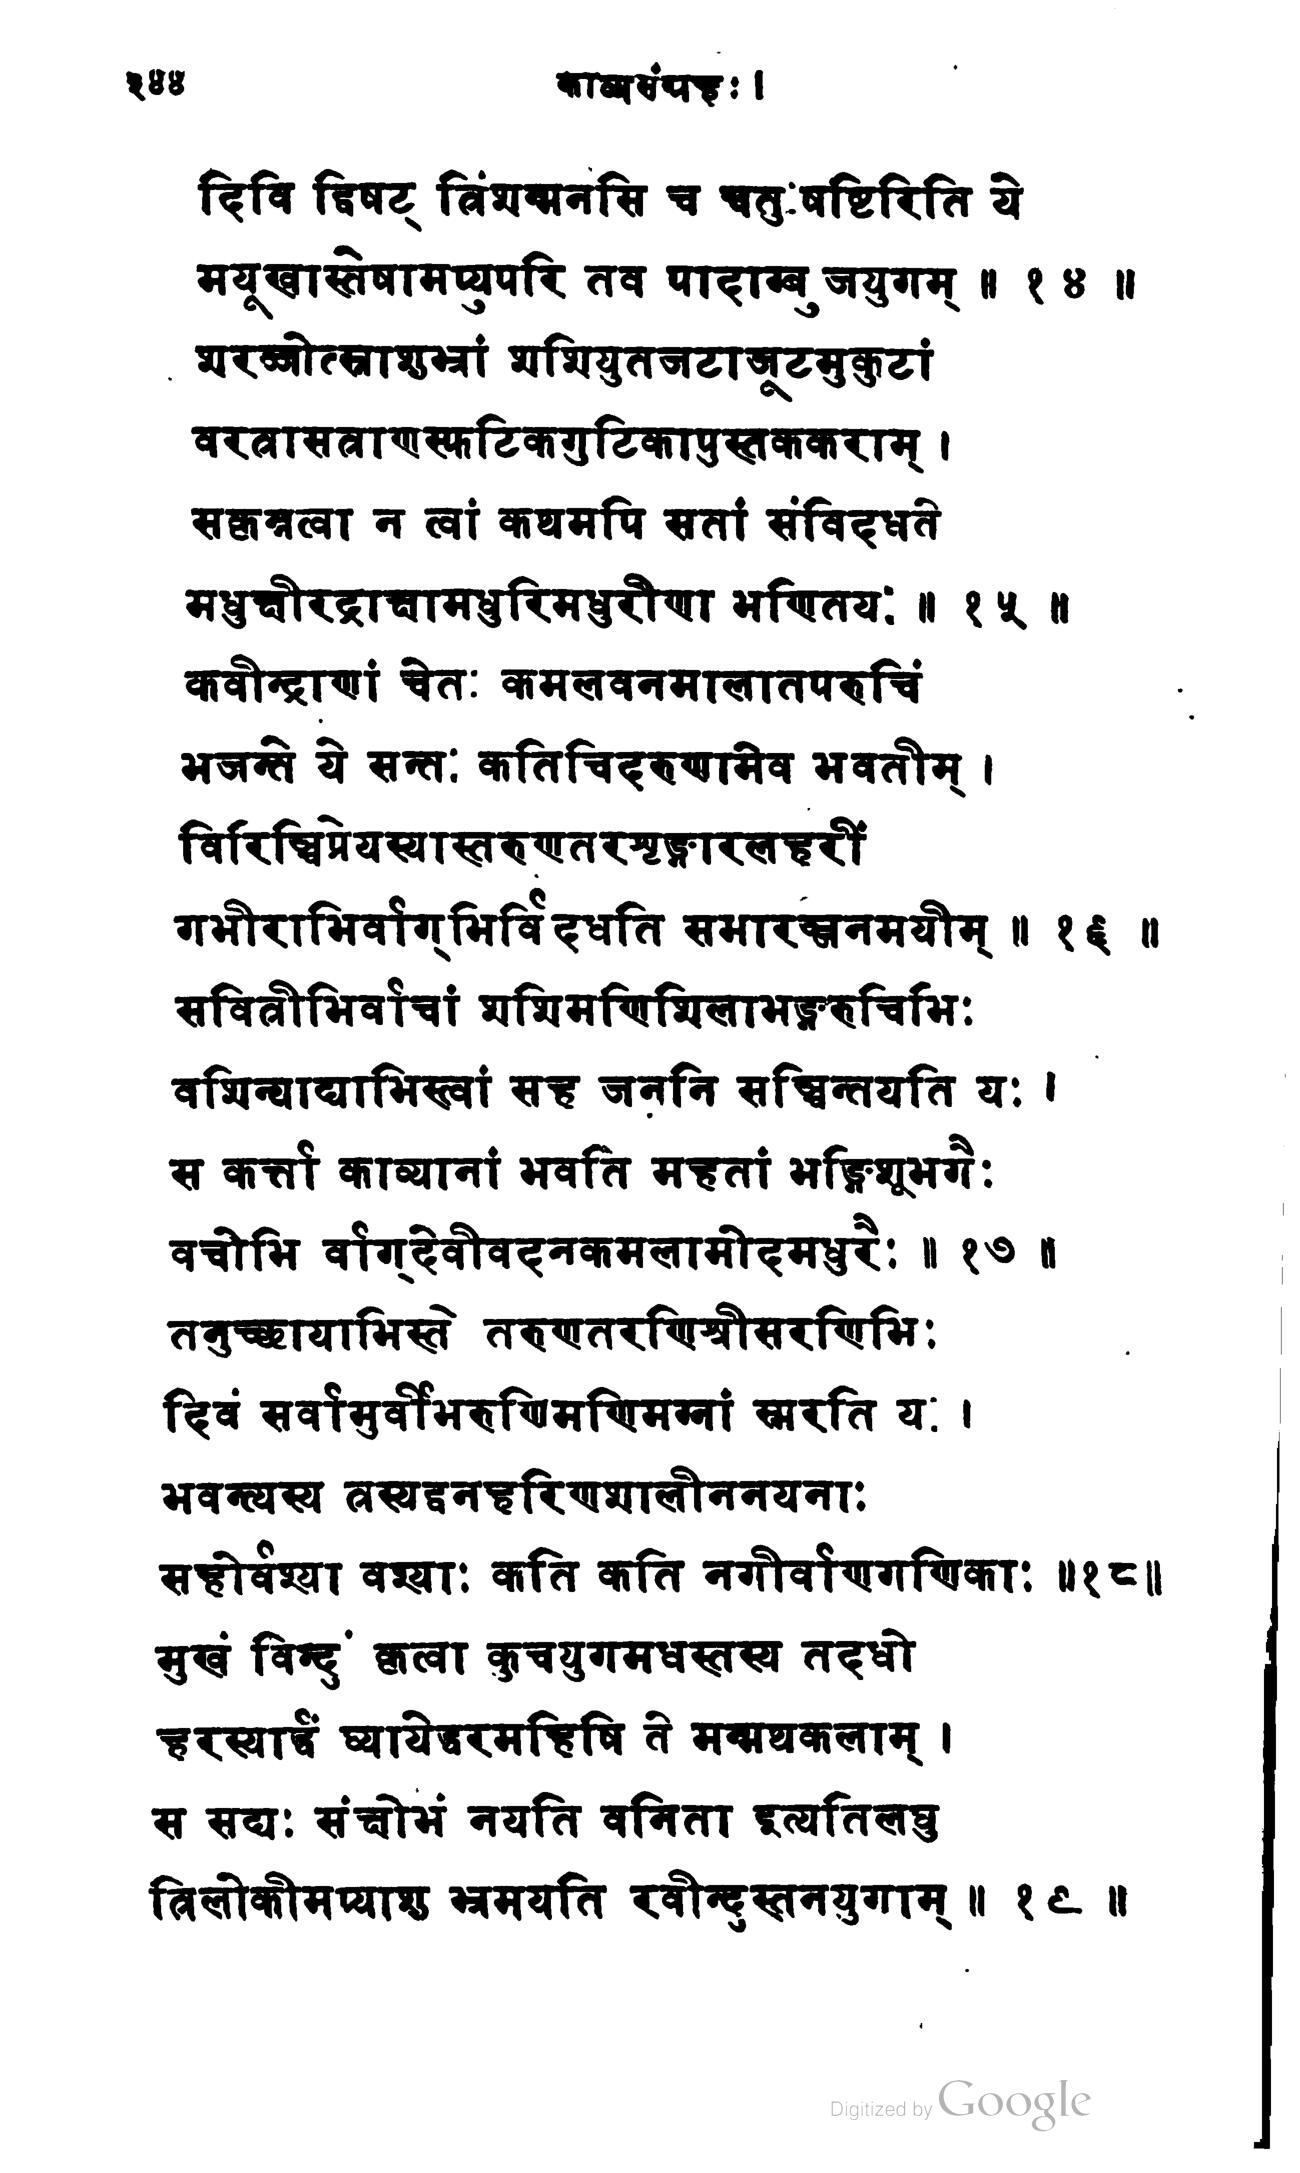 २४४
काव्यसंग्रहः ।
दिवि द्विषट् त्रिंशन्मनसि च चतुःषष्टिरिति ये
मयूखास्तेषामप्युपरि तव पादाम्बुजयुगम् ॥ १४ ॥
शरज्जोत्स्नाशुभ्रां शशियुतजटाजूटमुकुटां
वरत्रासत्राणस्फटिकगुटिकापुस्तककराम् ।
सकृन्नत्वा न त्वां कथमपि सतां संविदधते
मधुक्षीरद्राक्षामधुरिमधुरीणा भणितयः ॥ १५ ॥
कवीन्द्राणां चेतः कमलवनमालातपरुचिं
भजन्ते ये सन्तः कतिचिदरुणामेव भवतीम् ।
विरिञ्चिप्रेयस्यास्तरुणतरशृङ्गारलहरीं
गभीराभिर्वाग्भिर्विदधति सभारञ्जनमयीम् ॥ १६ ॥
सवित्रीभिर्वाचां शशिमणिशिलाभङ्गरुचिभिः
वशिन्याद्याभिस्त्वां सह जननि सञ्चिन्तयति यः ।
स कर्त्ता काव्यानां भवति महतां भङ्गिशूभगैः
वचोभि र्वाग्देवीवदनकमलामोदमधुरैः ॥ १७ ॥
तनुच्छायाभिस्ते तरुणतरणिश्रीसरणिभिः
दिवं सर्वामुर्वीमरुणिमणिमग्नां स्मरति यः ।
भवन्त्यस्य त्रस्यद्वनहरिणशालीननयनाः
सहोर्वश्या वश्याः कति कति नगीर्वाणगणिकाः ॥१८॥
मुखं विन्दुं कृत्वा कुचयुगमधस्तस्य तदधो
हरस्यार्द्धं घ्यायेद्धरमहिषि ते मन्मथकलाम् ।
स सद्यः संक्षोभं नयति वनिता इत्यतिलघु
त्रिलोकीमप्याशु भ्रमयति रवीन्दुस्तनयुगाम् ॥ १९ ॥
Digitized by Google